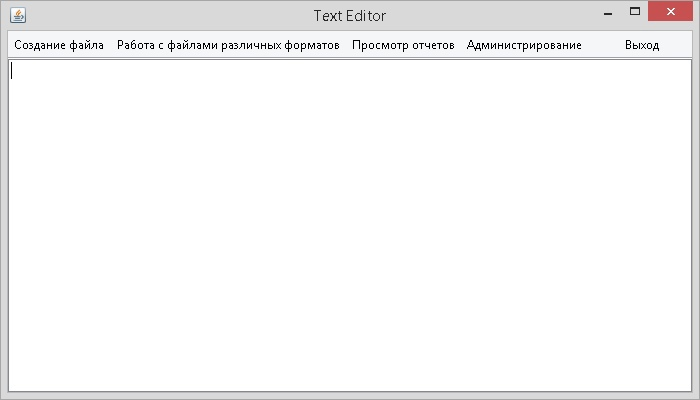 Text Editor
Создание файла Работа с файлами различных форматов Просмотр отчетов Администрирование Выход